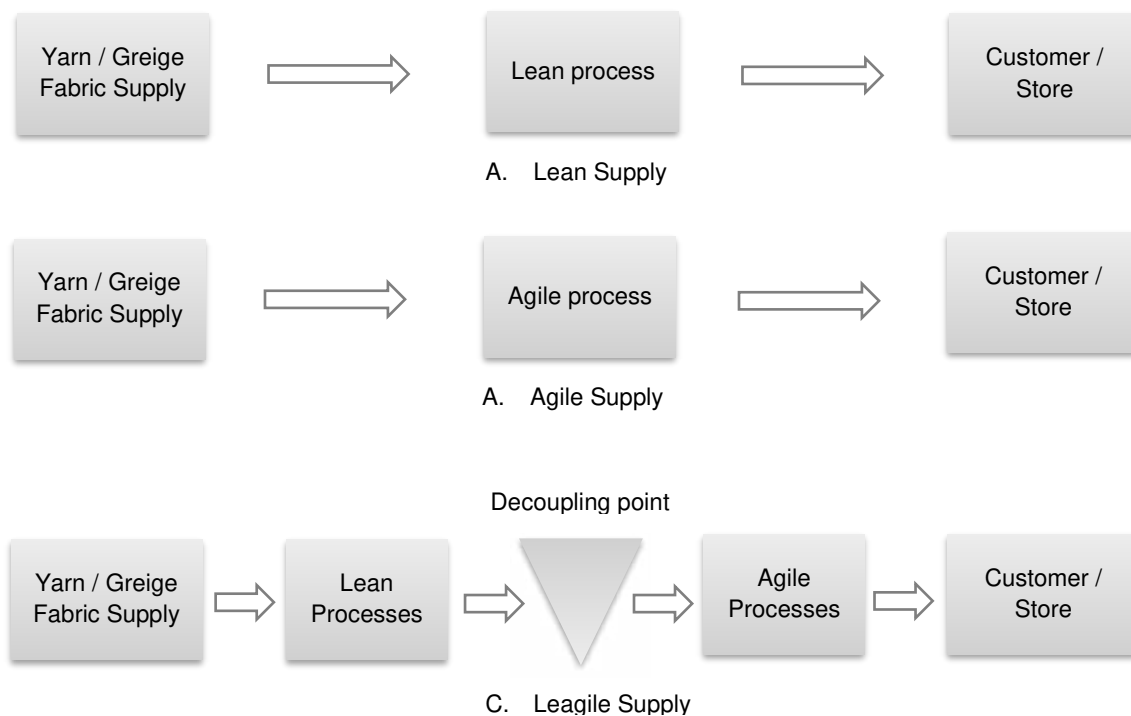 Yarn / Greige
Fabric Supply
Lean process
Customer /
Store
A. Lean Supply
Yarn / Greige
Fabric Supply
Agile process
Customer /
Store
A. Agile Supply
Decoupling point
Yarn / Greige
Fabric Supply
Lean
Processes
Agile
Processes
Customer /
Store
C. Leagile Supply